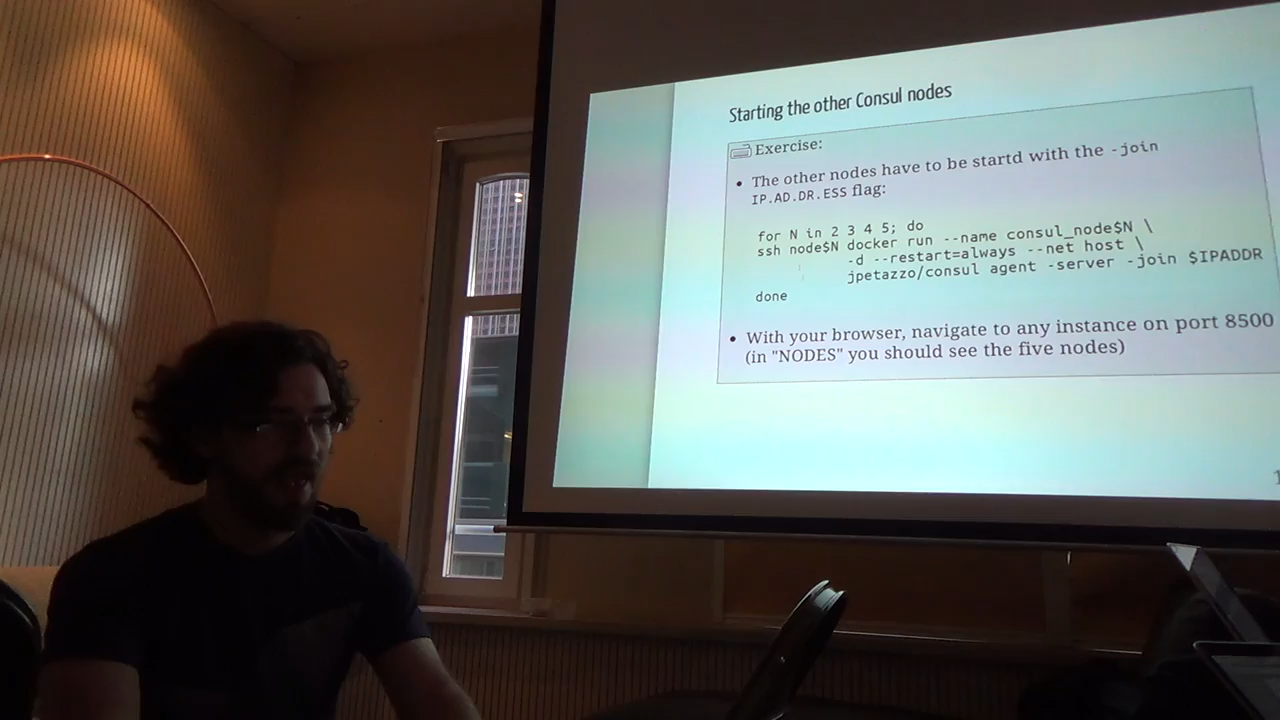 Starting the other Consul nodes
Exercise:
• The other nodes have to be startd with the -join
IP.AD.DR.ESS flag:
for N in 2 3 4 5; do
ssh node$N docker run --name consul_node$N \
-d --restart=always --net host \
jpetazzo/consul agent -server -join $IPADDR
done
• With your browser, navigate to any instance on port 8500
(in "NODES" you should see the five nodes)